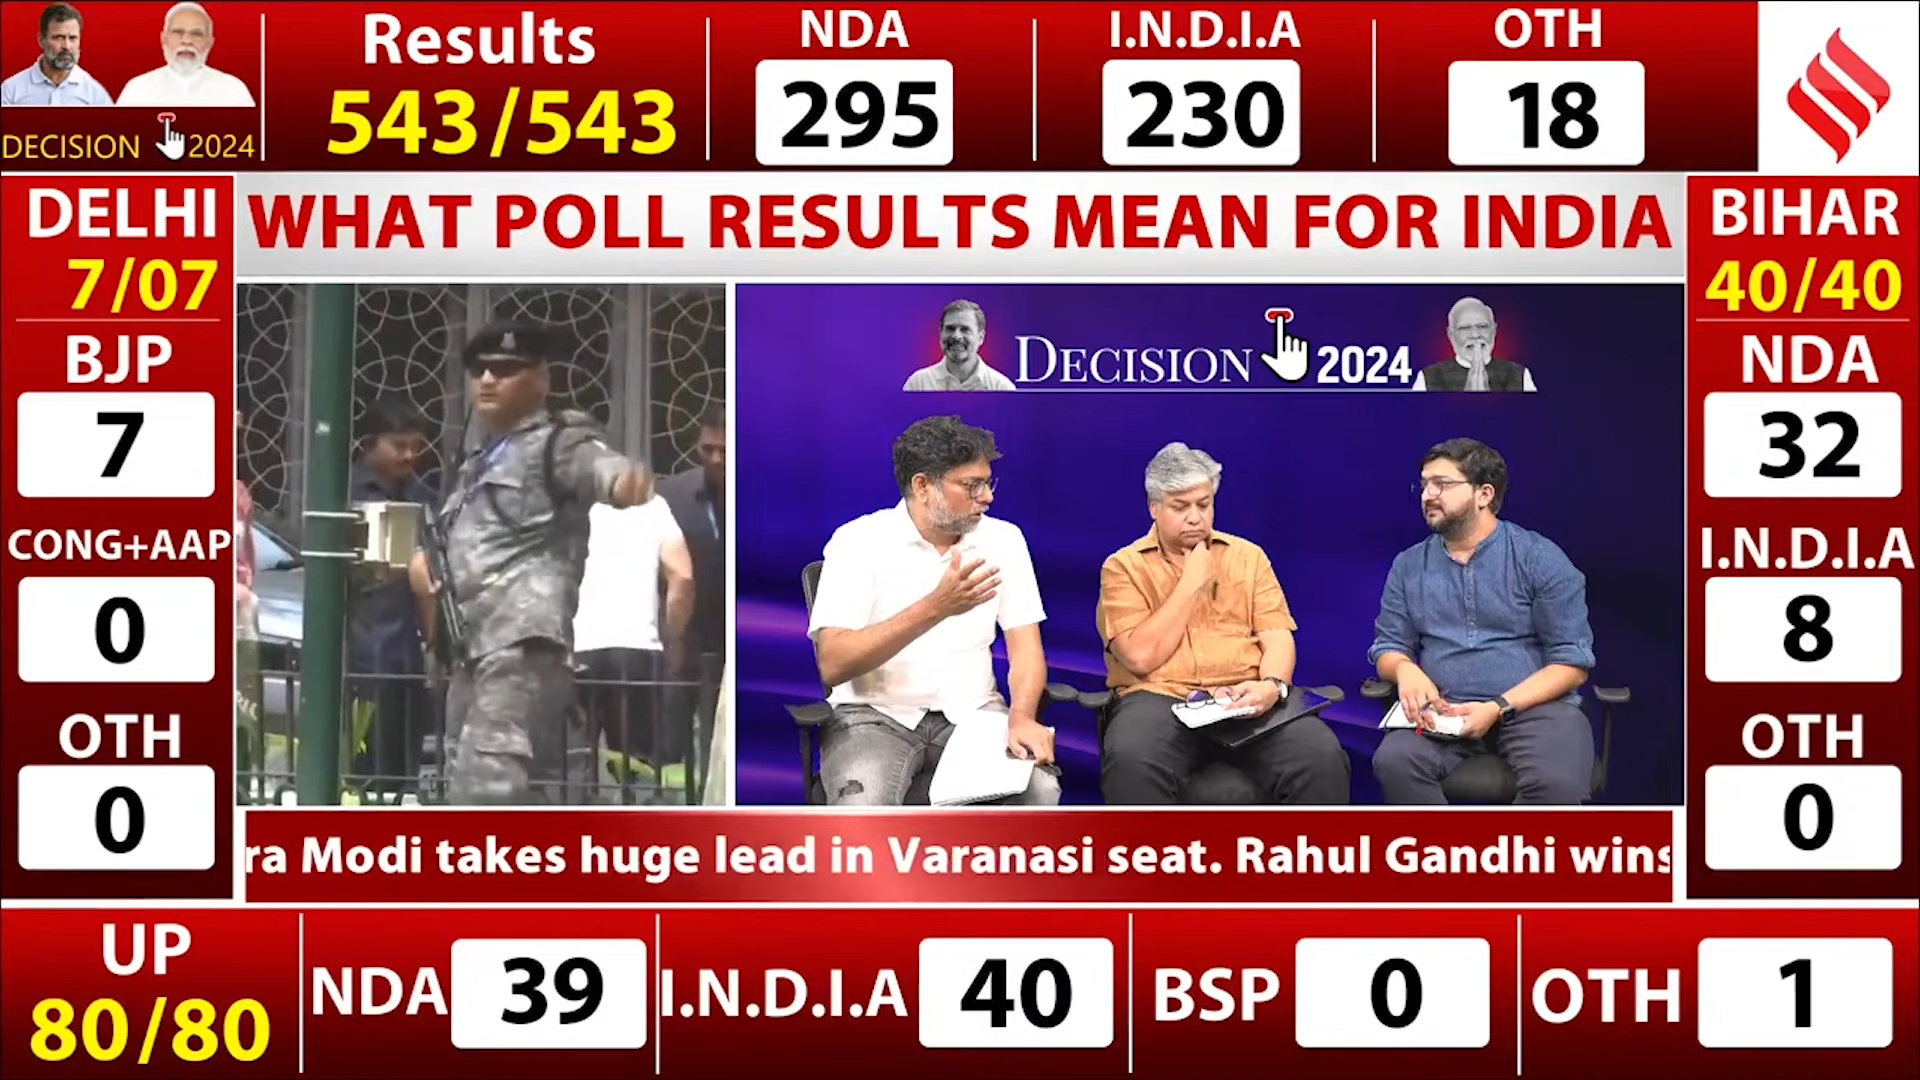 DECISION 2024
Results
543/543
NDA
295
I.N.D.I.A
230
OTH
18
DELHI
7/07
BJP
7
CONG+AAP
0
OTH
0
WHAT POLL RESULTS MEAN FOR INDIA
DECISION 2024
BIHAR
40/40
NDA
32
I.N.D.I.A
8
OTH
0
ra Modi takes huge lead in Varanasi seat. Rahul Gandhi wins
UP
80/80
NDA 39
I.N.D.I.A 40
BSP 0
OTH 1